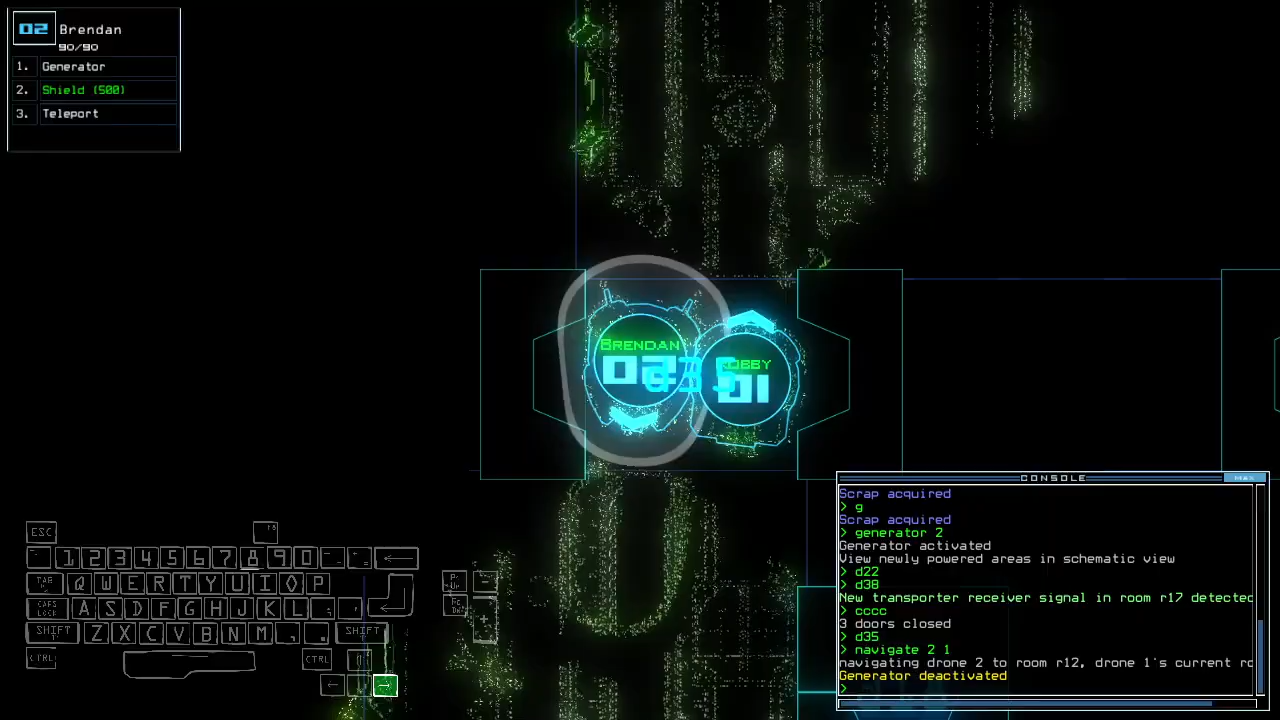 02 Brendan
90/90
1. Generator
2. Shield (500)
3. Teleport
BRENDAN
02
d35
01
CONSOLE
MAX
Scrap acquired
> g
Scrap acquired
> generator 2
Generator activated
View newly powered areas in schematic view
> d22
> d38
New transporter receiver signal in room r17 detected
> cccc
3 doors closed
> d35
> navigate 2 1
navigating drone 2 to room r12, drone 1's current ro
Generator deactivated
>
ESC
1 2 3 4 5 6 7 8 9 0
TAB Q W E R T Y U I O P
CAPS LOCK A S D F G H J K L
SHIFT Z X C V B N M SHIFT
CTRL CTRL